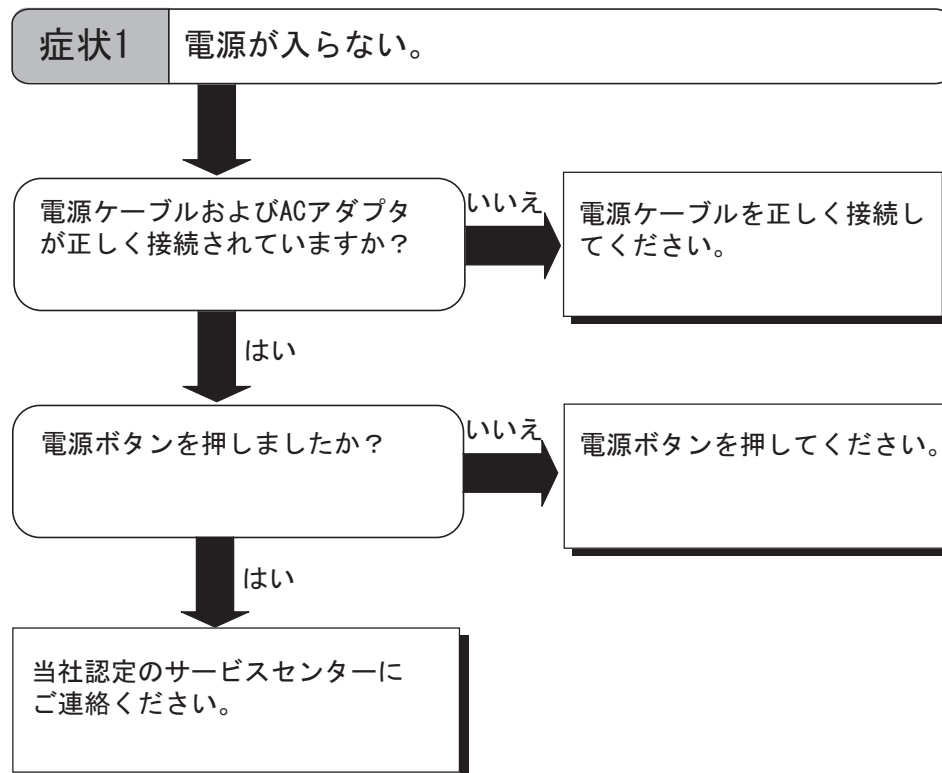 症状1 電源が入らない。
電源ケーブルおよびACアダプタ
が正しく接続されていますか？
いいえ
電源ケーブルを正しく接続し
てください。
はい
電源ボタンを押しましたか？
いいえ
電源ボタンを押してください。
はい
当社認定のサービスセンターに
ご連絡ください。